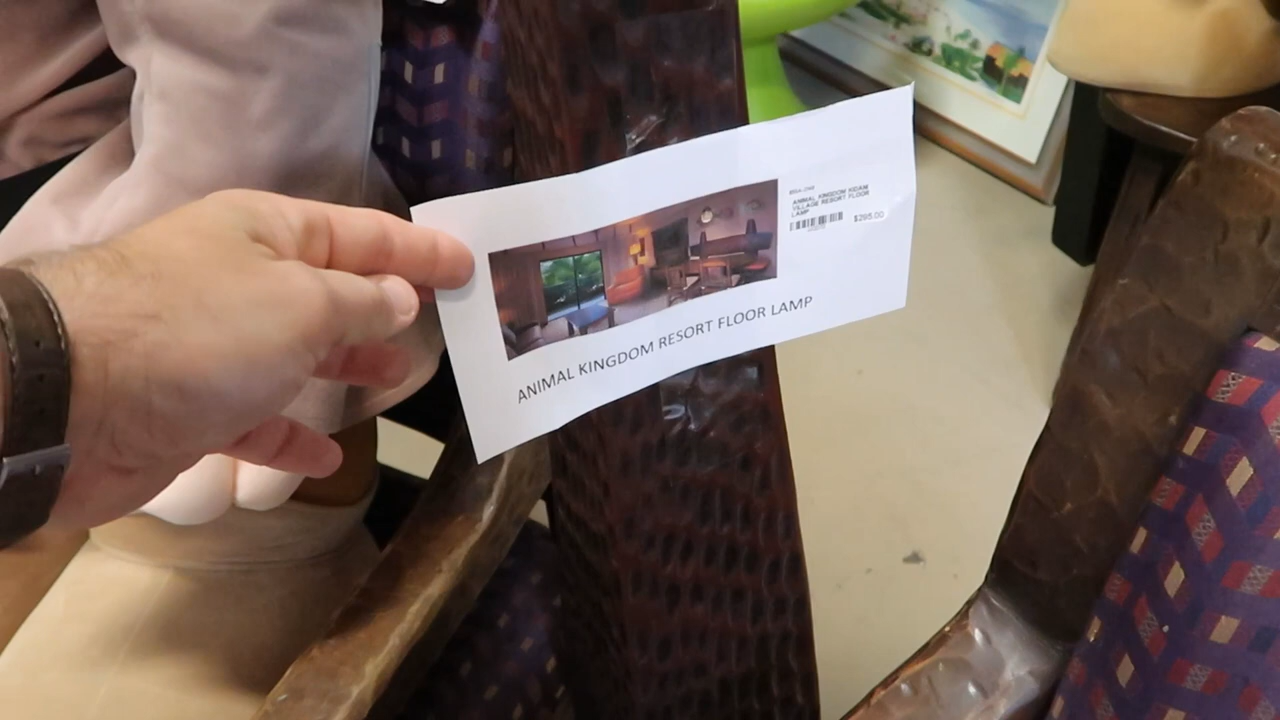 ANIMAL KINGDOM KIDANI
VILLAGE RESORT FLOOR
LAMP
$295.00
ANIMAL KINGDOM RESORT FLOOR LAMP